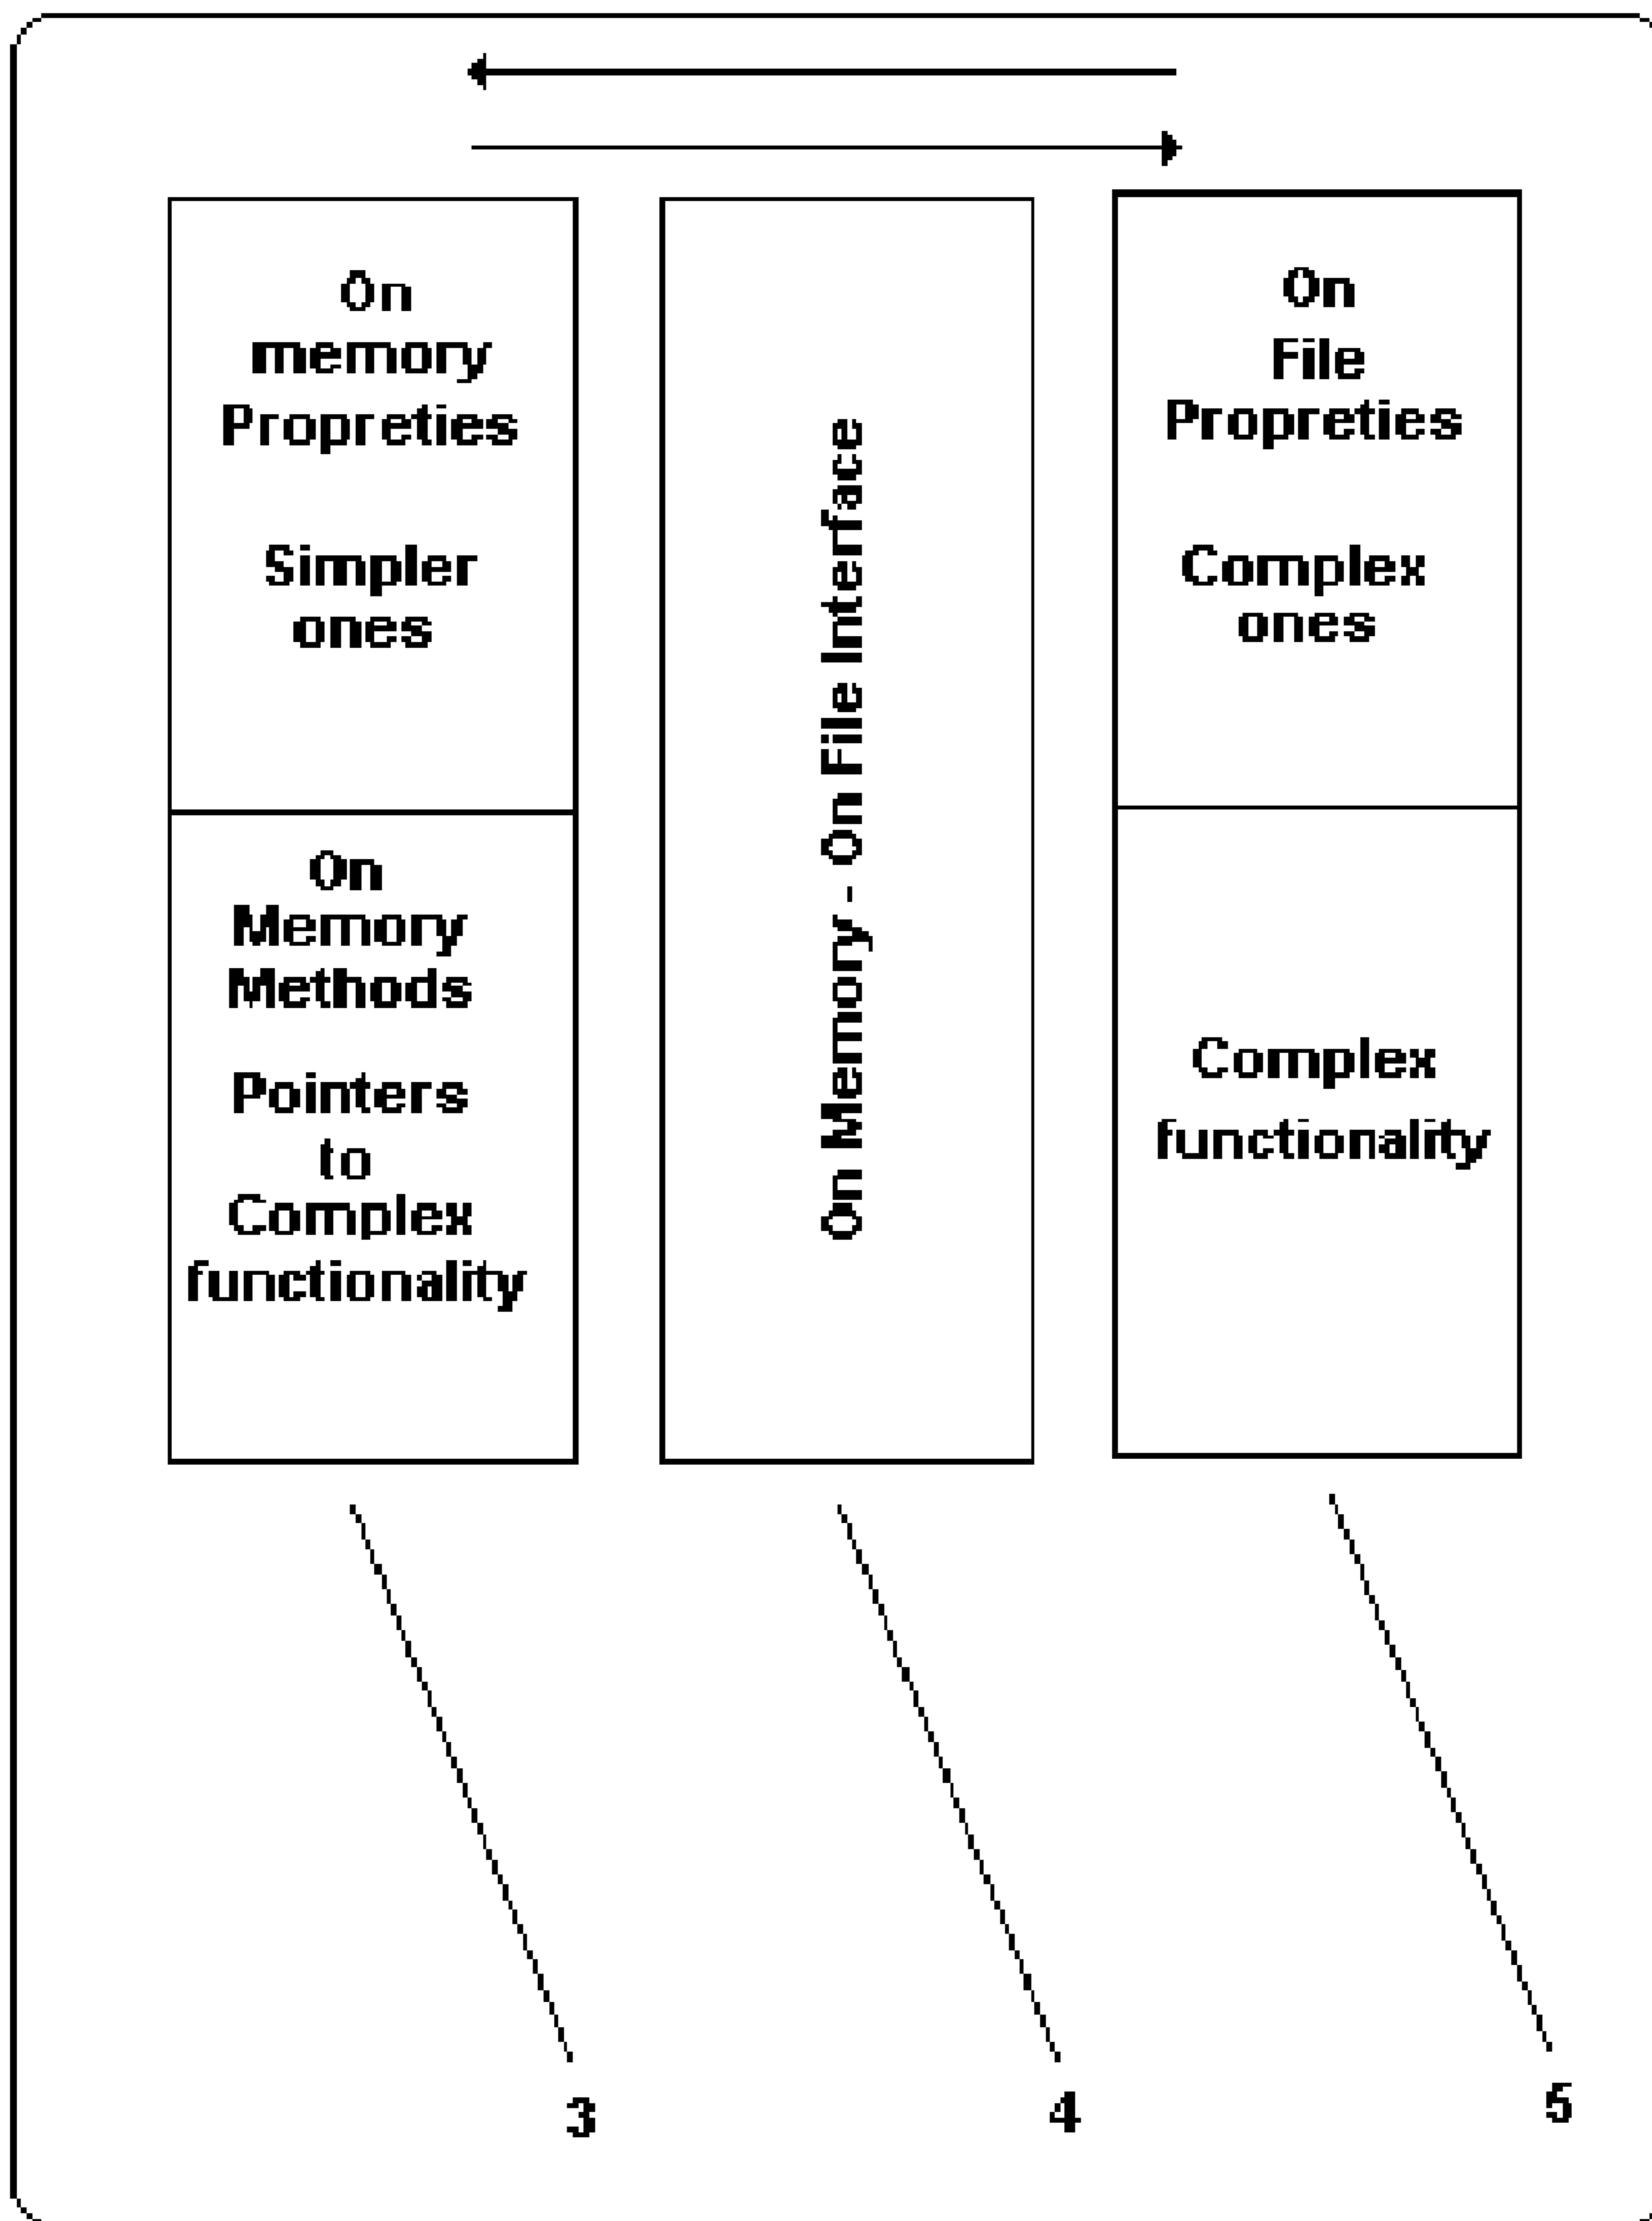 On
memory
Propreties
Simpler
ones
On
Memory
Methods
Pointers
to
Complex
functionality
On Memory - On File Interface
On
File
Propreties
Complex
ones
Complex
functionality
3
4
5